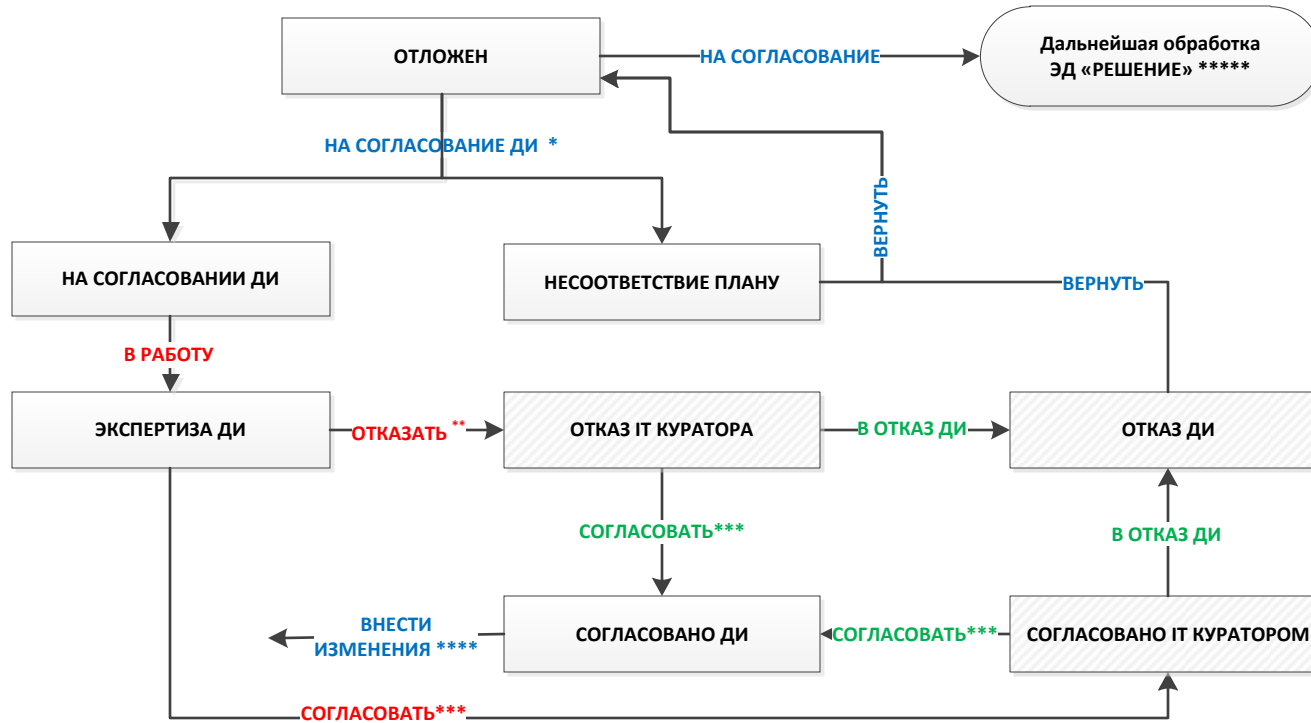 ОТЛОЖЕН
НА СОГЛАСОВАНИЕ
Дальнейшая обработка
ЭД «РЕШЕНИЕ» *****
НА СОГЛАСОВАНИЕ ДИ *
ВЕРНУТЬ
НА СОГЛАСОВАНИИ ДИ
НЕСООТВЕТСТВИЕ ПЛАНУ
ВЕРНУТЬ
В РАБОТУ
ЭКСПЕРТИЗА ДИ
ОТКАЗАТЬ **
ОТКАЗ IT КУРАТОРА
В ОТКАЗ ДИ
ОТКАЗ ДИ
СОГЛАСОВАТЬ***
В ОТКАЗ ДИ
ВНЕСТИ
ИЗМЕНЕНИЯ ****
СОГЛАСОВАНО ДИ
СОГЛАСОВАТЬ***
СОГЛАСОВАНО IT КУРАТОРОМ
СОГЛАСОВАТЬ***